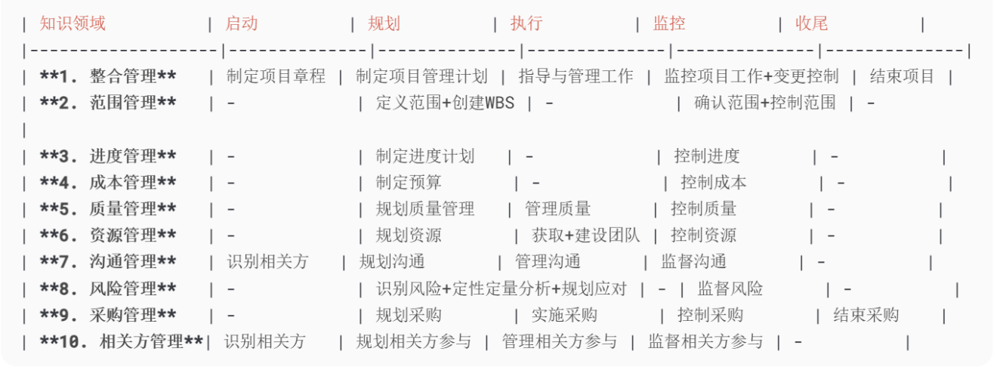 | 知识领域 | 启动 | 规划 | 执行 | 监控 | 收尾 |
|-------------------|--------------|--------------|--------------|--------------|--------------|
| **1. 整合管理** | 制定项目章程 | 制定项目管理计划 | 指导与管理工作 | 监控项目工作+变更控制 | 结束项目 |
| **2. 范围管理** | - | 定义范围+创建WBS | - | 确认范围+控制范围 | -
|
| **3. 进度管理** | - | 制定进度计划 | - | 控制进度 | - |
| **4. 成本管理** | - | 制定预算 | - | 控制成本 | - |
| **5. 质量管理** | - | 规划质量管理 | 管理质量 | 控制质量 | - |
| **6. 资源管理** | - | 规划资源 | 获取+建设团队 | 控制资源 | - |
| **7. 沟通管理** | 识别相关方 | 规划沟通 | 管理沟通 | 监督沟通 | - |
| **8. 风险管理** | - | 识别风险+定性定量分析+规划应对 | - | 监督风险 | - |
| **9. 采购管理** | - | 规划采购 | 实施采购 | 控制采购 | 结束采购 |
| **10. 相关方管理**| 识别相关方 | 规划相关方参与 | 管理相关方参与 | 监督相关方参与 | - |